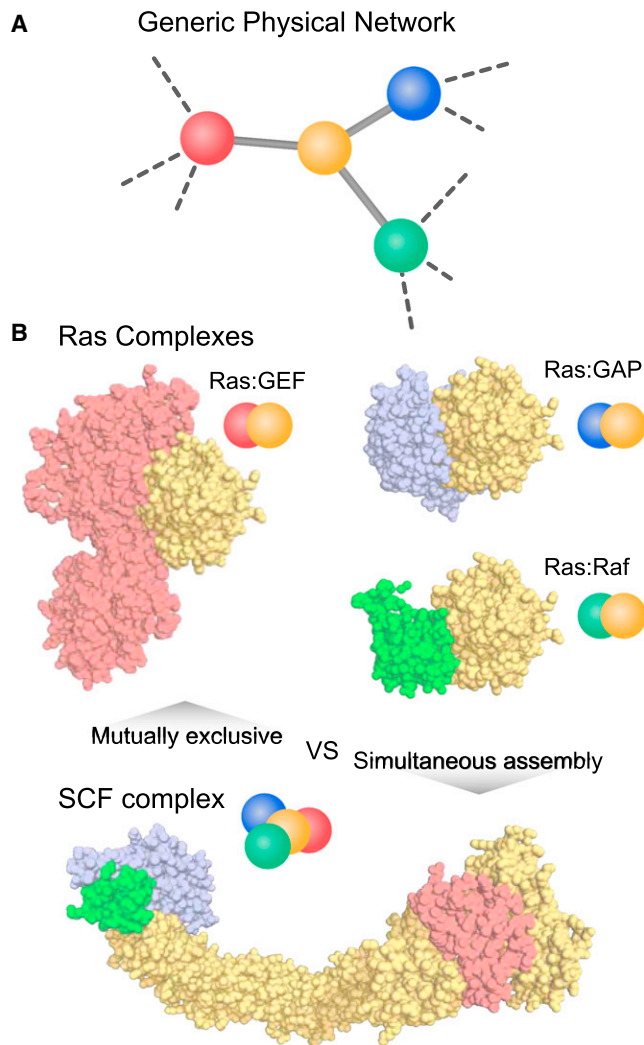 A
Generic Physical Network
B
Ras Complexes
Ras:GEF
Ras:GAP
Ras:Raf
Mutually exclusive
VS
Simultaneous assembly
SCF complex